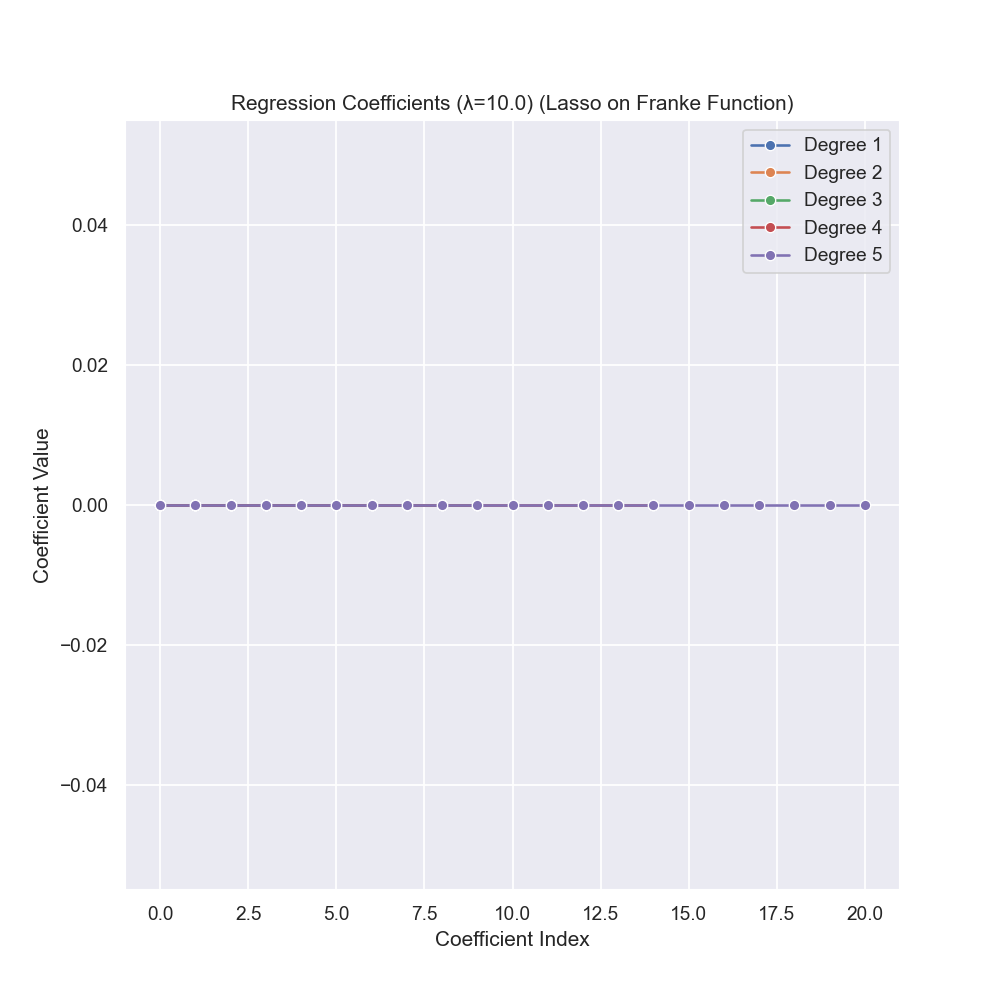 Regression Coefficients (λ=10.0) (Lasso on Franke Function)
Degree 1
Degree 2
Degree 3
Degree 4
Degree 5
Coefficient Value
0.04
0.02
0.00
−0.02
−0.04
0.0 2.5 5.0 7.5 10.0 12.5 15.0 17.5 20.0
Coefficient Index